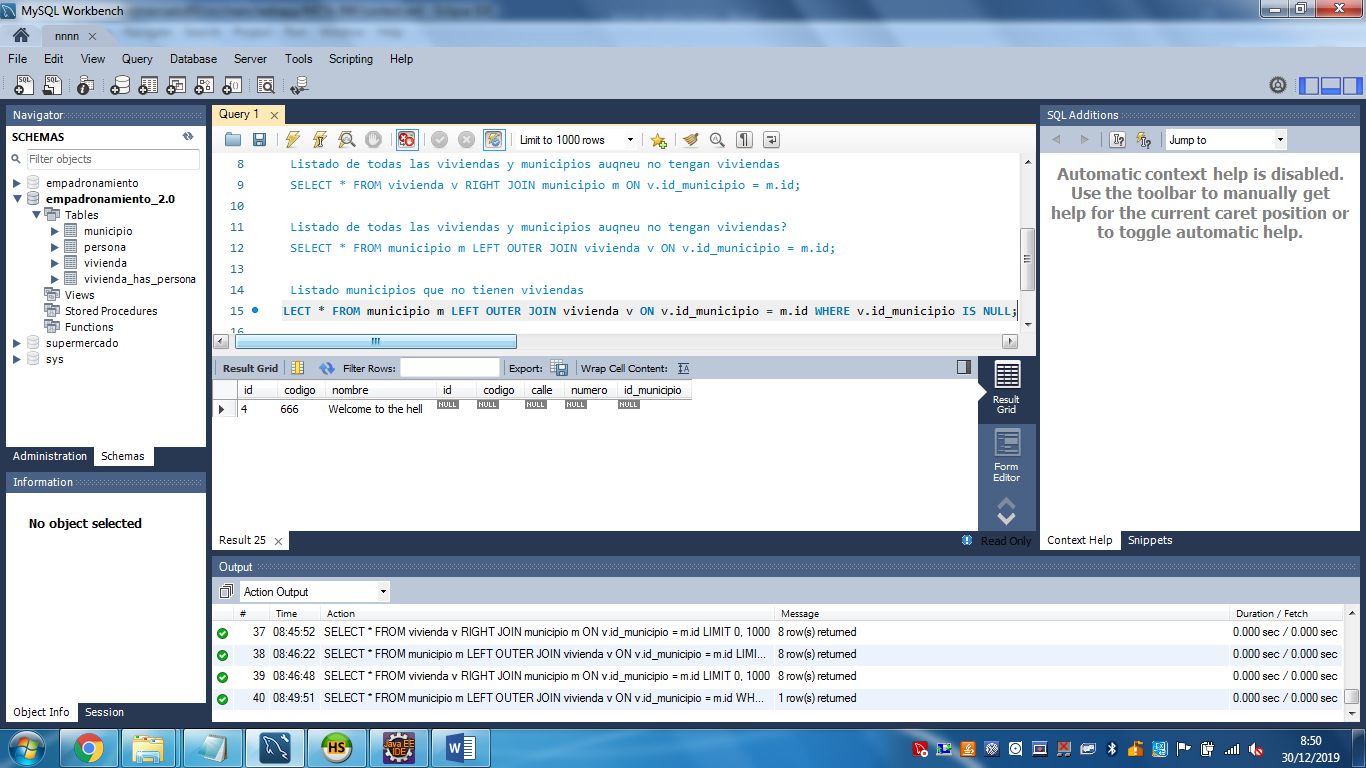 MySQL Workbench
nnnn
File Edit View Query Database Server Tools Scripting Help
Navigator
SCHEMAS
Filter objects
empadronamiento
empadronamiento_2.0
Tables
municipio
persona
vivienda
vivienda_has_persona
Views
Stored Procedures
Functions
supermercado
sys
Administration Schemas
Information
No object selected
Object Info Session
Query 1
Limit to 1000 rows
8 Listado de todas las viviendas y municipios auqneu no tengan viviendas
9 SELECT * FROM vivienda v RIGHT JOIN municipio m ON v.id_municipio = m.id;
10
11 Listado de todas las viviendas y municipios auqneu no tengan viviendas?
12 SELECT * FROM municipio m LEFT OUTER JOIN vivienda v ON v.id_municipio = m.id;
13
14 Listado municipios que no tienen viviendas
15 LECT * FROM municipio m LEFT OUTER JOIN vivienda v ON v.id_municipio = m.id WHERE v.id_municipio IS NULL;
16
Result Grid Filter Rows: Export: Wrap Cell Content:
id codigo nombre id codigo calle numero id_municipio
4 666 Welcome to the hell NULL NULL NULL NULL NULL
Result Grid
Form Editor
Result 25
Read Only
SQL Additions
Jump to
Automatic context help is disabled.
Use the toolbar to manually get
help for the current caret position or
to toggle automatic help.
Context Help Snippets
Output
Action Output
# Time Action Message Duration / Fetch
37 08:45:52 SELECT * FROM vivienda v RIGHT JOIN municipio m ON v.id_municipio = m.id LIMIT 0, 1000 8 row(s) returned 0.000 sec / 0.000 sec
38 08:46:22 SELECT * FROM municipio m LEFT OUTER JOIN vivienda v ON v.id_municipio = m.id LIMI... 8 row(s) returned 0.000 sec / 0.000 sec
39 08:46:48 SELECT * FROM vivienda v RIGHT JOIN municipio m ON v.id_municipio = m.id LIMIT 0, 1000 8 row(s) returned 0.000 sec / 0.000 sec
40 08:49:51 SELECT * FROM municipio m LEFT OUTER JOIN vivienda v ON v.id_municipio = m.id WH... 1 row(s) returned 0.000 sec / 0.000 sec
HS
Java EE
IDE
8:50
30/12/2019